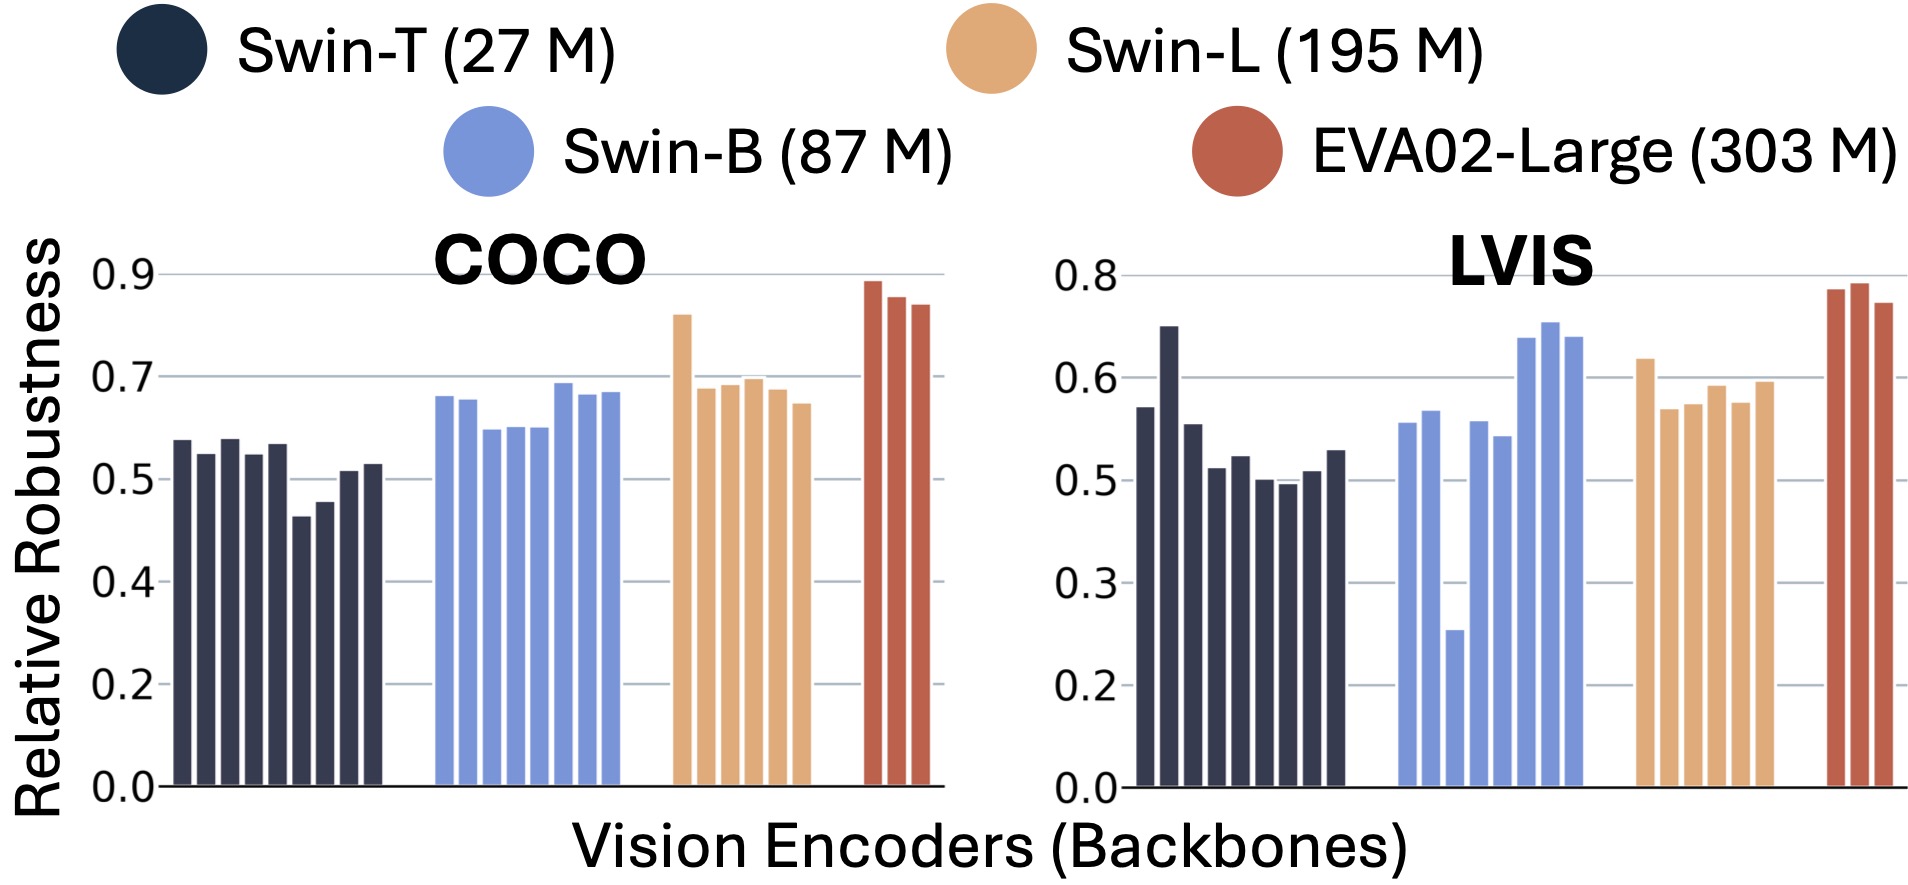 Swin-T (27 M)
Swin-L (195 M)
Swin-B (87 M)
EVA02-Large (303 M)
Relative Robustness
COCO
0.9
0.7
0.5
0.4
0.2
0.0
LVIS
0.8
0.6
0.5
0.3
0.2
0.0
Vision Encoders (Backbones)